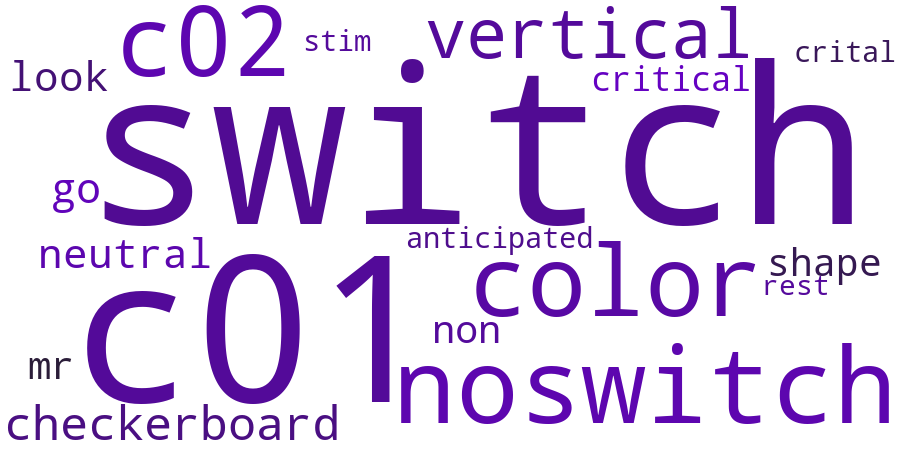 c02
stim
vertical
crital
look
critical
switch
go
neutral
anticipated
color
shape
rest
c01
non
mr
noswitch
checkerboard